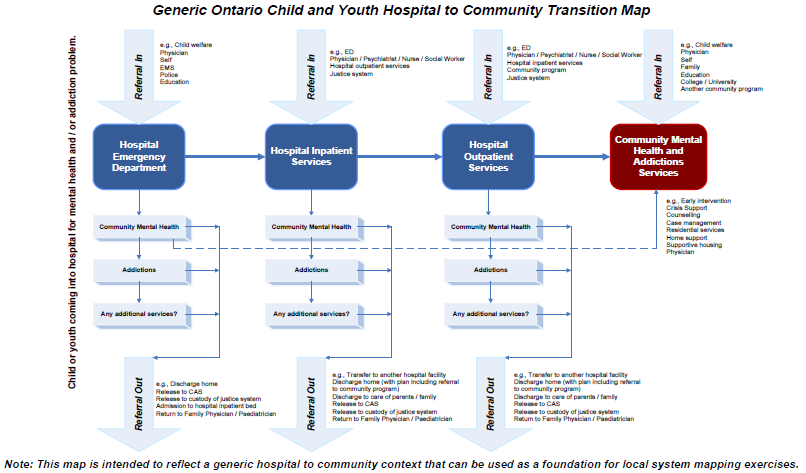 Generic Ontario Child and Youth Hospital to Community Transition Map
Child or youth coming into hospital for mental health and / or addiction problem.
Referral In
e.g., Child welfare
Physician
Self
EMS
Police
Education
Referral In
e.g., ED
Physician / Psychiatrist / Nurse / Social Worker
Hospital outpatient services
Justice system
Referral In
e.g., ED
Physician / Psychiatrist / Nurse / Social Worker
Hospital inpatient services
Community program
Justice system
Referral In
e.g., Child welfare
Physician
Self
Family
Education
College / University
Another community program
Hospital
Emergency
Department
Hospital Inpatient
Services
Hospital
Outpatient
Services
Community Mental
Health and
Addictions
Services
e.g., Early intervention
Crisis Support
Counselling
Case management
Residential services
Home support
Supportive housing
Physician
Community Mental Health
Addictions
Any additional services?
Community Mental Health
Addictions
Any additional services?
Community Mental Health
Addictions
Any additional services?
Referral Out
e.g., Discharge home
Release to CAS
Release to custody of justice system
Admission to hospital inpatient bed
Return to Family Physician / Paediatrician
Referral Out
e.g., Transfer to another hospital facility
Discharge home (with plan including referral
to community program)
Discharge to care of parents / family
Release to CAS
Release to custody of justice system
Return to Family Physician / Paediatrician
Referral Out
e.g., Transfer to another hospital facility
Discharge home (with plan including referral
to community program)
Discharge to care of parents / family
Release to CAS
Release to custody of justice system
Return to Family Physician / Paediatrician
Note: This map is intended to reflect a generic hospital to community context that can be used as a foundation for local system mapping exercises.